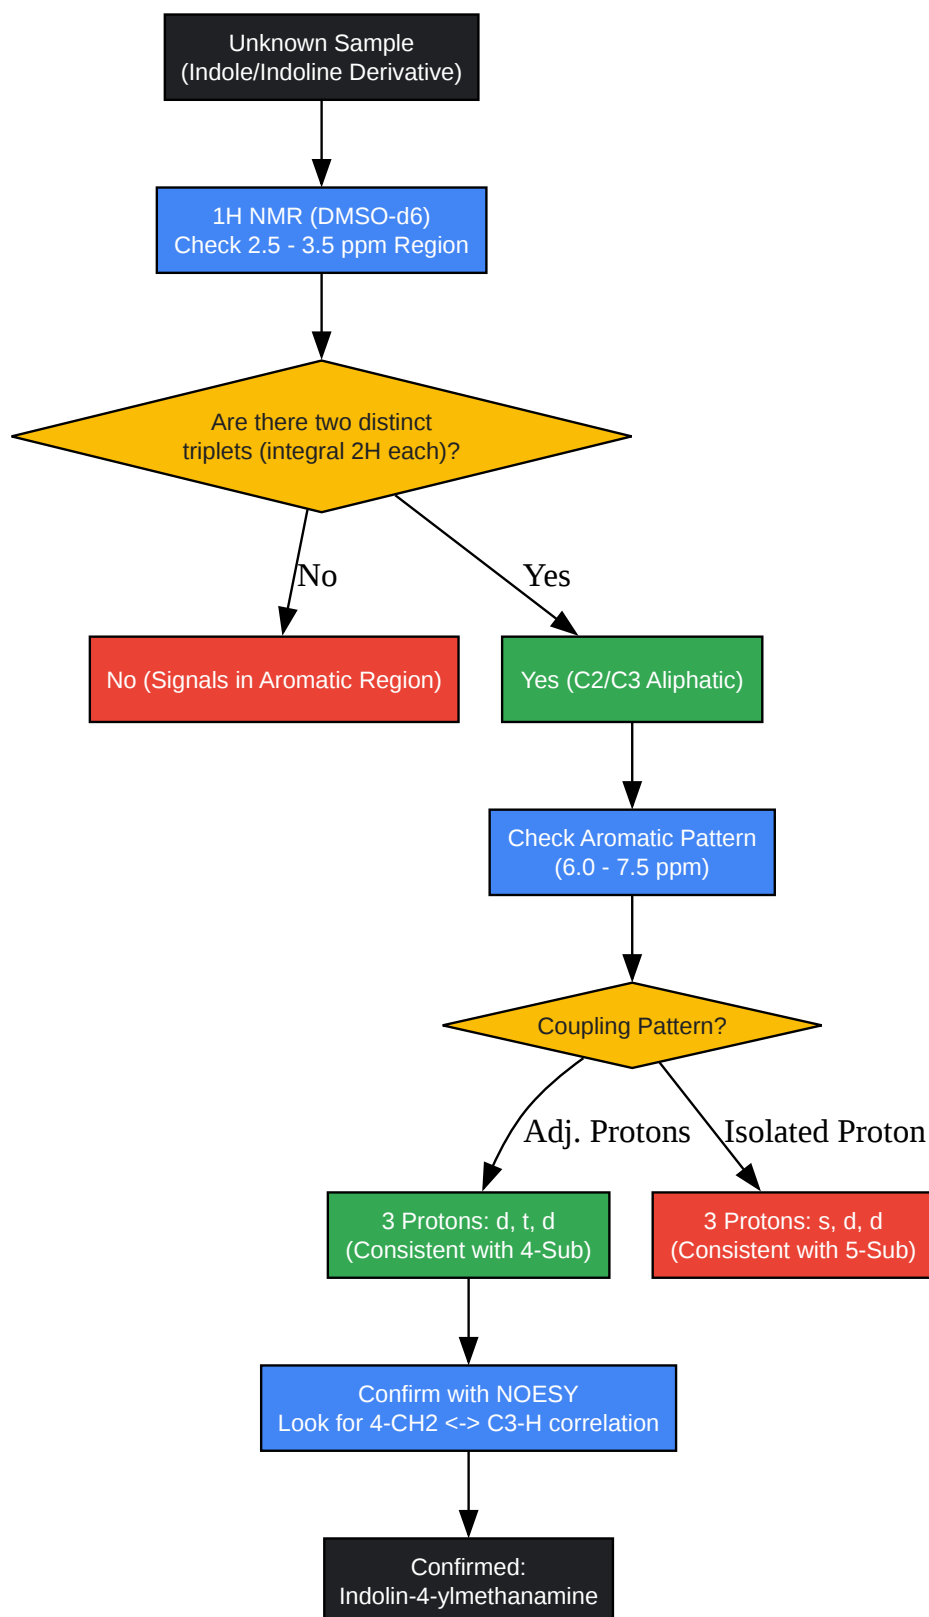 Unknown Sample
(Indole/Indoline Derivative)
1H NMR (DMSO-d6)
Check 2.5 - 3.5 ppm Region
Are there two distinct
triplets (integral 2H each)?
No
Yes
No (Signals in Aromatic Region)
Yes (C2/C3 Aliphatic)
Check Aromatic Pattern
(6.0 - 7.5 ppm)
Coupling Pattern?
Adj. Protons
Isolated Proton
3 Protons: d, t, d
(Consistent with 4-Sub)
3 Protons: s, d, d
(Consistent with 5-Sub)
Confirm with NOESY
Look for 4-CH2 <-> C3-H correlation
Confirmed:
Indolin-4-ylmethanamine